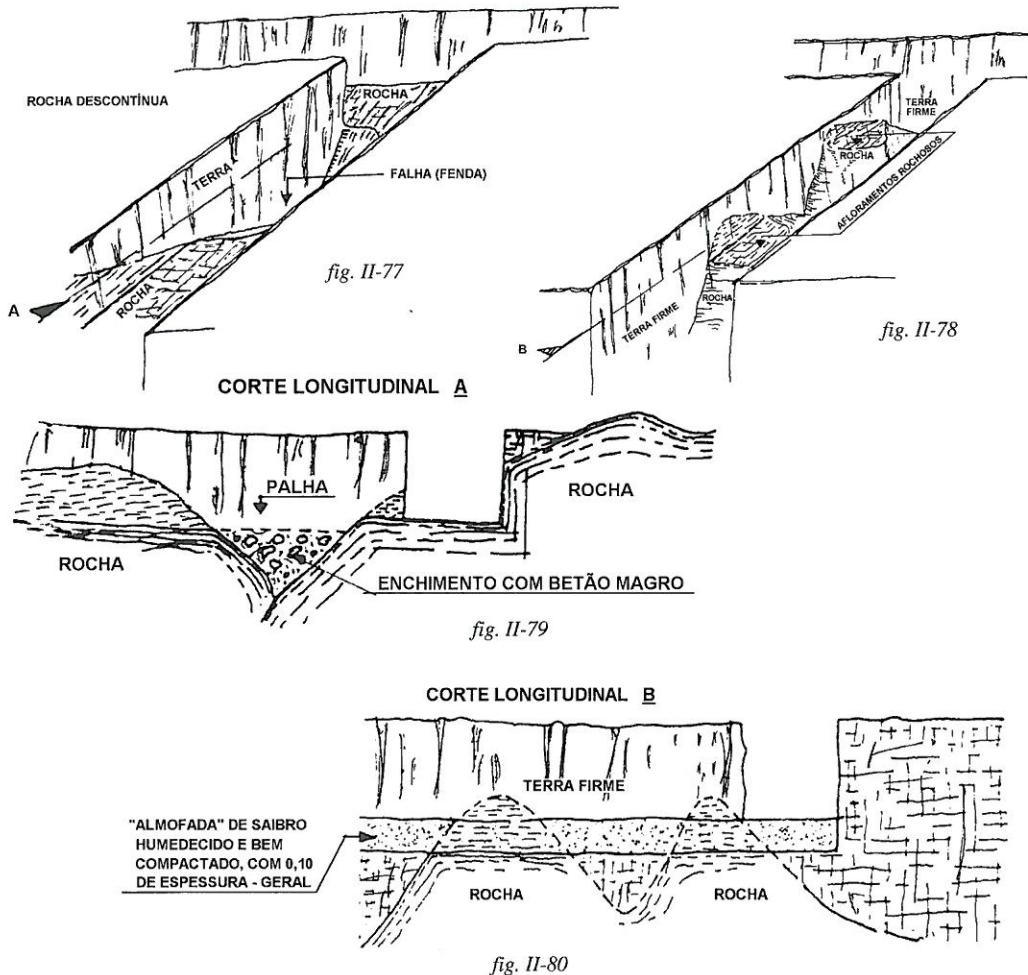 ROCHA DESCONTÍNUA
ROCHA
TERRA
FALHA (FENDA)
ROCHA
A
fig. II-77
TERRA
FIRME
ROCHA
AFLORAMENTOS ROCHOBOS
ROCHA
TERRA FIRME
B
fig. II-78
CORTE LONGITUDINAL A
PALHA
ROCHA
ROCHA
ENCHIMENTO COM BETÃO MAGRO
fig. II-79
CORTE LONGITUDINAL B
TERRA FIRME
"ALMOFADA" DE SAIBRO
HUMEDECIDO E BEM
COMPACTADO, COM 0,10
DE ESPESSURA - GERAL
ROCHA
ROCHA
fig. II-80